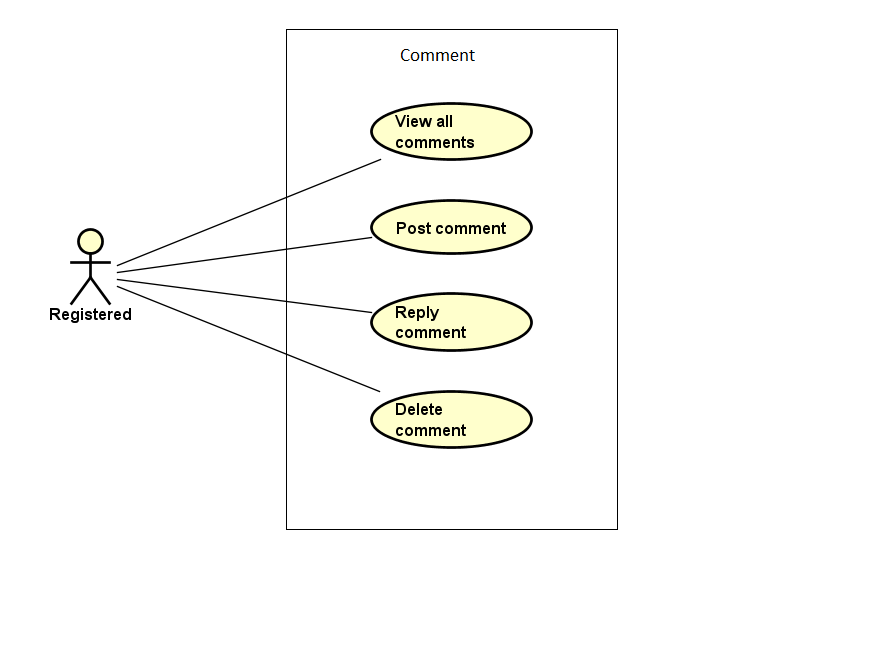 Comment
View all
comments
Post comment
Registered
Reply
comment
Delete
comment